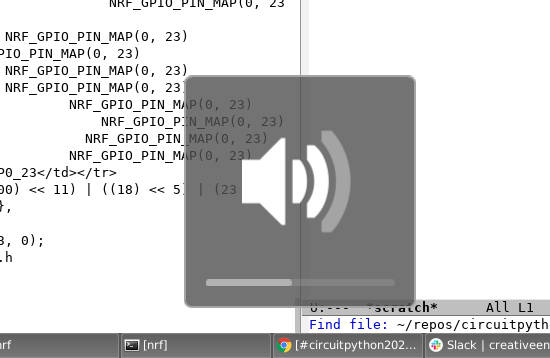 NRF_GPIO_PIN_MAP(0, 23
NRF_GPIO_PIN_MAP(0, 23)
PIO_PIN_MAP(0, 23)
NRF_GPIO_PIN_MAP(0, 23)
NRF_GPIO_PIN_MAP(0, 23)
NRF_GPIO_PIN_MAP(0, 23)
NRF_GPIO_PIN_MAP(0, 23)
NRF_GPIO_PIN_MAP(0, 23)
NRF_GPIO_PIN_MAP(0, 23)
P0_23</td></tr>
00) << 11) | ((18) << 5) | (23
},
3, 0);
.h
U:--- *scratch* All L1
Find file: ~/repos/circuitpyth
nrf
[nrf]
[#circuitpython202...
Slack | creativeen